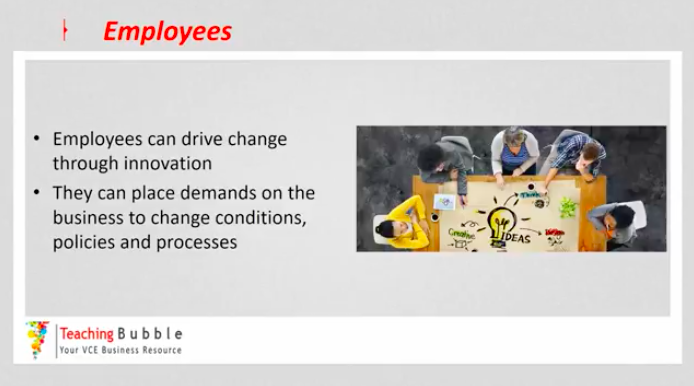 Employees
• Employees can drive change
through innovation
• They can place demands on the
business to change conditions,
policies and processes
Creative
IDEAS
Teaching Bubble
Your VCE Business Resource